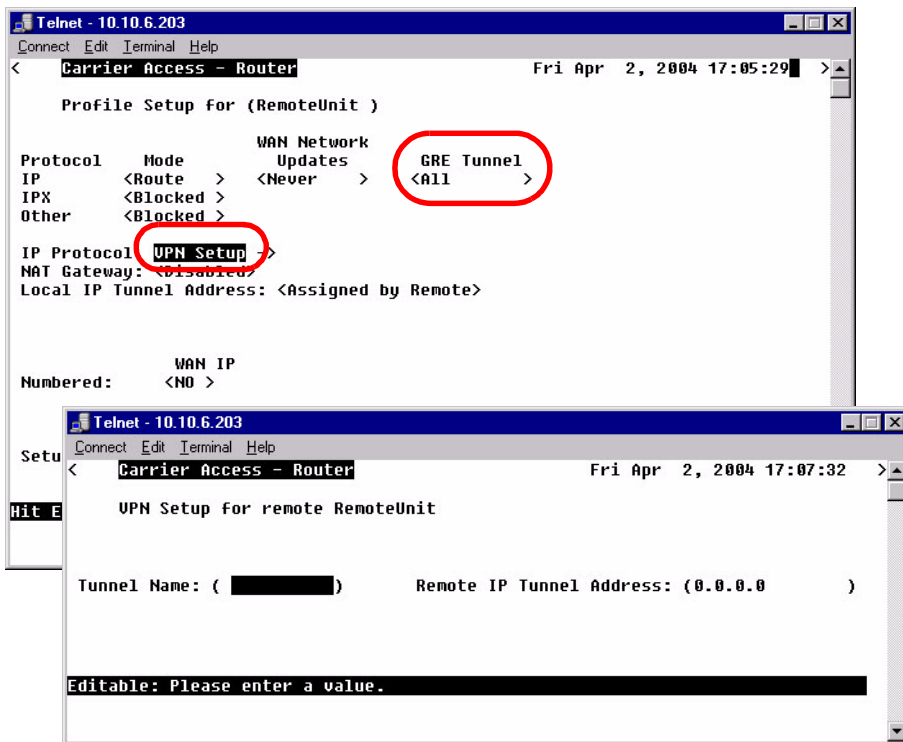 Telnet - 10.10.6.203
Connect Edit Terminal Help
< Carrier Access - Router Fri Apr 2, 2004 17:05:29 >
Profile Setup for (RemoteUnit )
WAN Network
Protocol Mode Updates GRE Tunnel
IP <Route > <Never > <All >
IPX <Blocked >
Other <Blocked >
IP Protocol VPN Setup ->
NAT Gateway: <Disabled>
Local IP Tunnel Address: <Assigned by Remote>
WAN IP
Numbered: <NO >
Setu
Hit E
Telnet - 10.10.6.203
Connect Edit Terminal Help
< Carrier Access - Router Fri Apr 2, 2004 17:07:32 >
VPN Setup for remote RemoteUnit
Tunnel Name: ( ) Remote IP Tunnel Address: (0.0.0.0 )
Editable: Please enter a value.